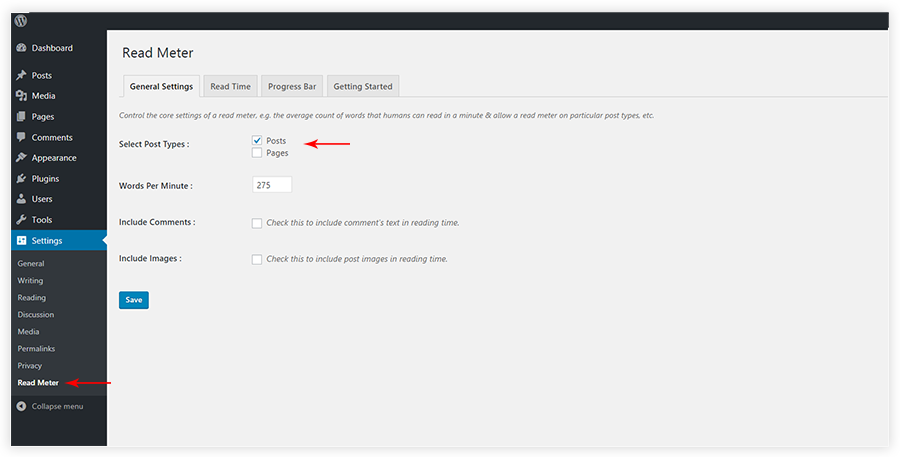 Dashboard
Posts
Media
Pages
Comments
Appearance
Plugins
Users
Tools
Settings
General
Writing
Reading
Discussion
Media
Permalinks
Privacy
Read Meter
Collapse menu
Read Meter
General Settings Read Time Progress Bar Getting Started
Control the core settings of a read meter, e.g. the average count of words that humans can read in a minute & allow a read meter on particular post types, etc.
Select Post Types : Posts
Pages
Words Per Minute : 275
Include Comments : Check this to include comment's text in reading time.
Include Images : Check this to include post images in reading time.
Save